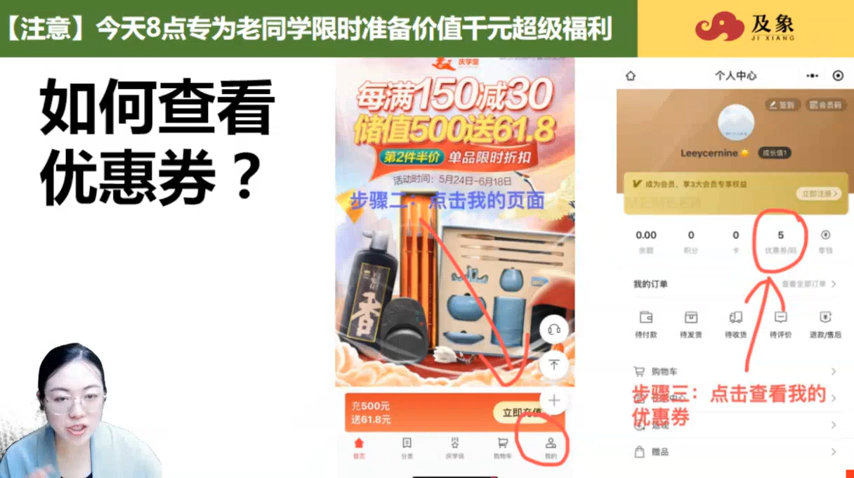 【注意】今天8点专为老同学限时准备价值千元超级福利
及象
JI XIANG
如何查看
优惠券？
庆学堂
每满150减30
储值500送61.8
第2件半价 单品限时折扣
活动时间：5月24日~6月18日
步骤二：点击我的页面
充500元
送61.8元
立即充值
首页
分类
购物车
我的
个人中心
签到
会员码
Leeycernine
成长值1
成为会员，享3大会员专享权益
立即注册
0.00
0
0
5
余额
积分
卡
优惠券/码
我的订单
查看全部订单
待付款
待发货
待收货
待评价
退款/售后
购物车
步骤三：点击查看我的
优惠券
赠品